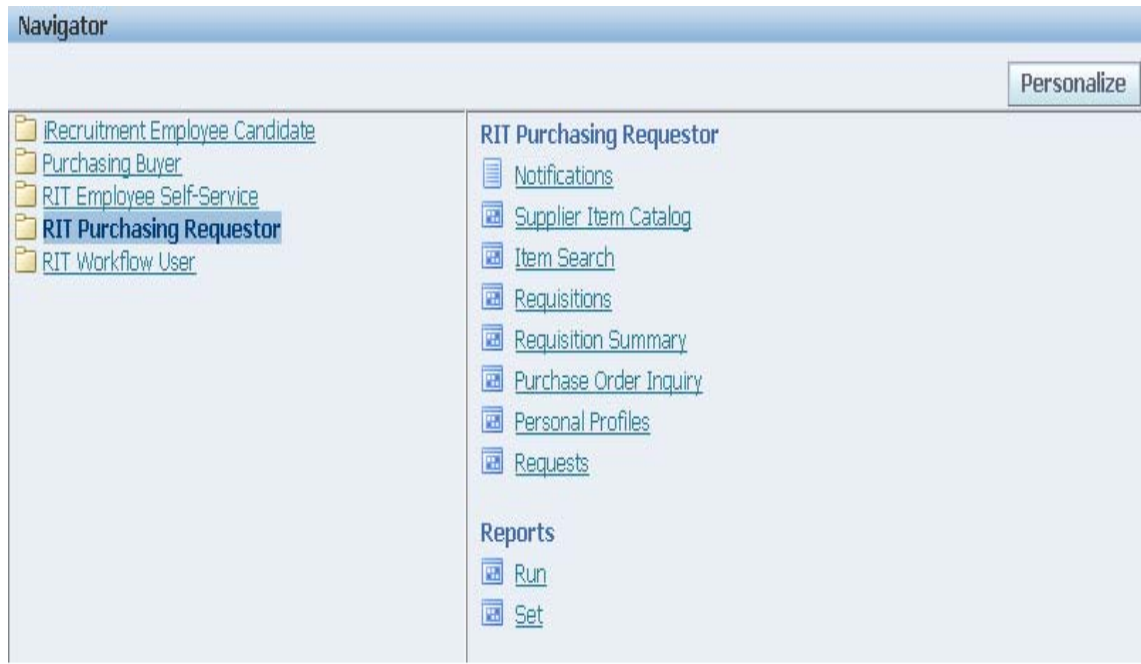 Navigator
Personalize
iRecruitment Employee Candidate
Purchasing Buyer
RIT Employee Self-Service
RIT Purchasing Requestor
RIT Workflow User
RIT Purchasing Requestor
Notifications
Supplier Item Catalog
Item Search
Requisitions
Requisition Summary
Purchase Order Inquiry
Personal Profiles
Requests
Reports
Run
Set